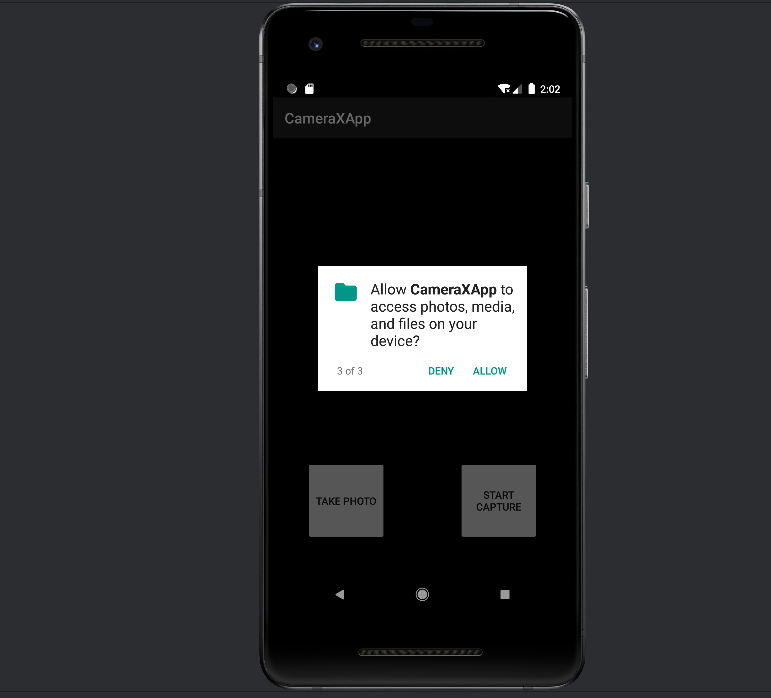 2:02
CameraXApp
Allow CameraXApp to
access photos, media,
and files on your
device?
3 of 3
DENY
ALLOW
TAKE PHOTO
START
CAPTURE